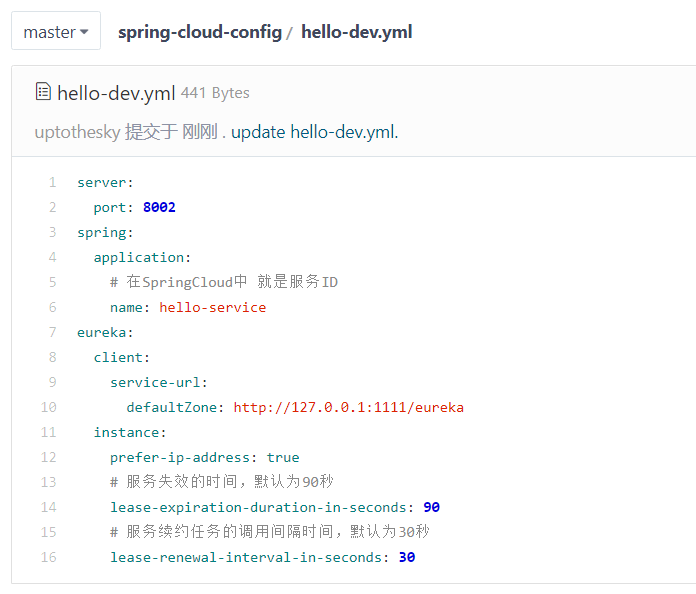 master spring-cloud-config / hello-dev.yml
hello-dev.yml 441 Bytes
uptothesky 提交于 刚刚 . update hello-dev.yml.
1 server:
2   port: 8002
3 spring:
4   application:
5     # 在SpringCloud中 就是服务ID
6     name: hello-service
7 eureka:
8   client:
9     service-url:
10       defaultZone: http://127.0.0.1:1111/eureka
11   instance:
12     prefer-ip-address: true
13     # 服务失效的时间，默认为90秒
14     lease-expiration-duration-in-seconds: 90
15     # 服务续约任务的调用间隔时间，默认为30秒
16     lease-renewal-interval-in-seconds: 30